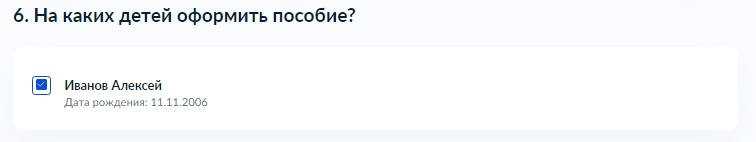 6. На каких детей оформить пособие?
Иванов Алексей
Дата рождения: 11.11.2006